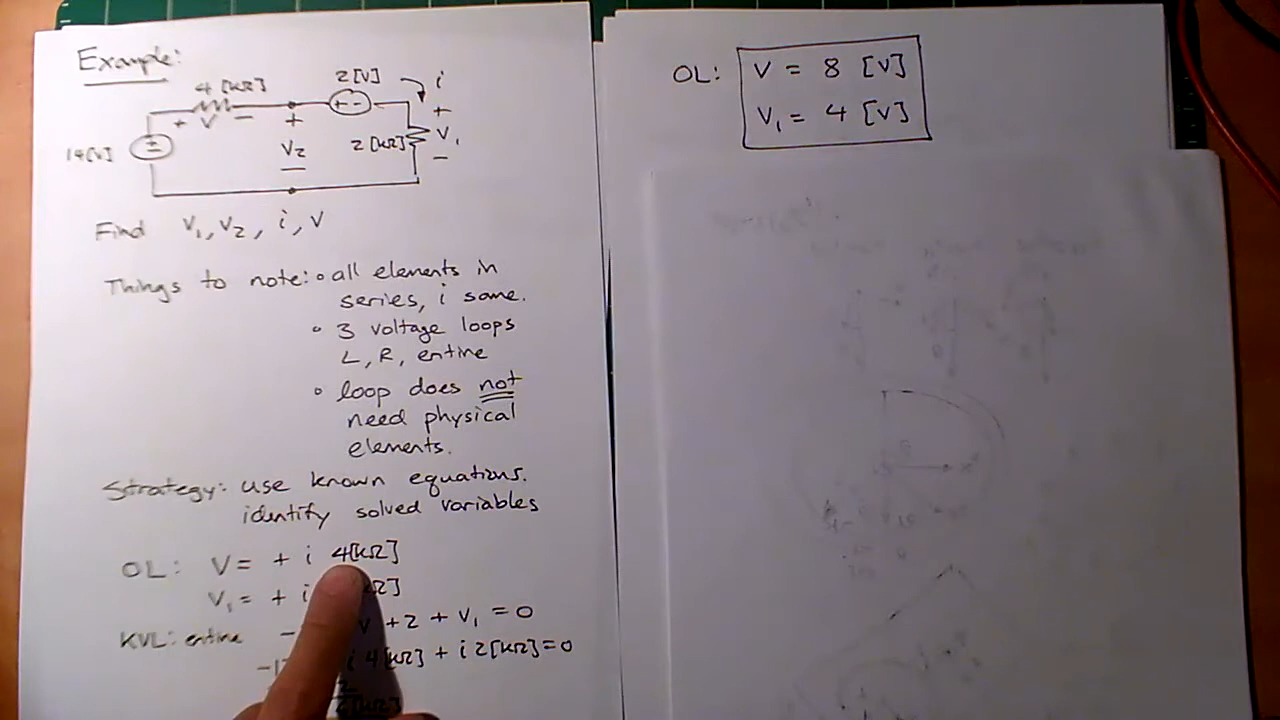 Example:
4 [kΩ]
2[V]
i
+ V -
+ -
+
+
14[V]
V2
2[kΩ]
V1
-
-
Find V1, V2, i, V
Things to note: • all elements in
series, i same.
• 3 voltage loops
L, R, entire
• loop does not
need physical
elements.
Strategy: use known equations.
identify solved variables
OL: V = + i 4[kΩ]
V1 = + i
KVL: entire - V + 2 + V1 = 0
i 4[kΩ] + i 2[kΩ] = 0
OL: V = 8 [V]
V1 = 4 [V]